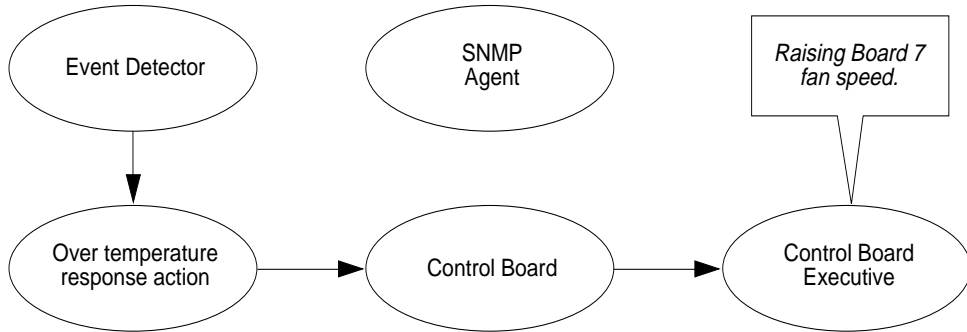 Event Detector
SNMP
Agent
Raising Board 7
fan speed.
Over temperature
response action
Control Board
Control Board
Executive